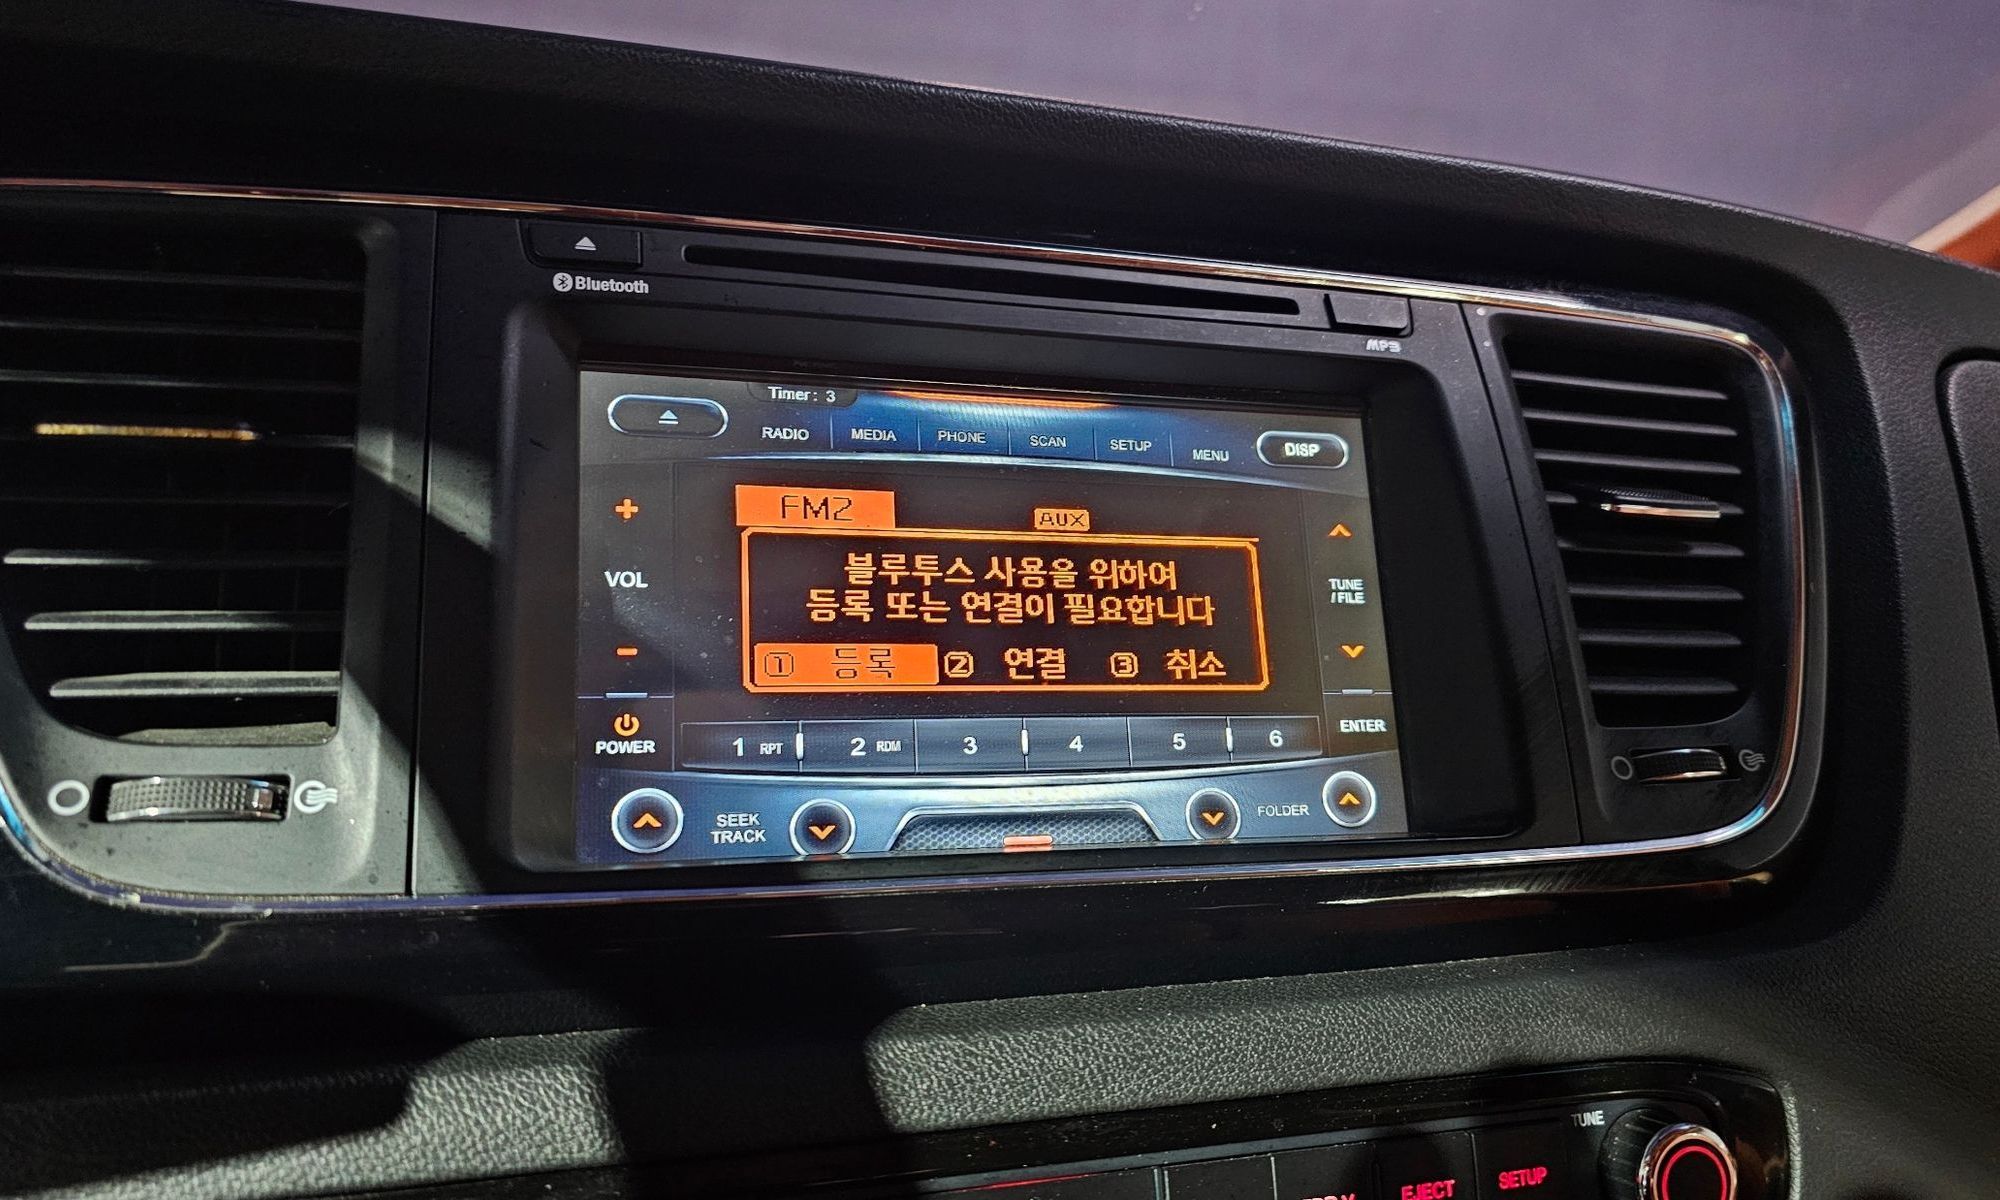 Bluetooth
MP3
Timer: 3
RADIO MEDIA PHONE SCAN SETUP MENU DISP
FM2 AUX
블루투스 사용을 위하여
등록 또는 연결이 필요합니다
① 등록 ② 연결 ③ 취소
+
VOL
-
POWER
TUNE
/ FILE
ENTER
1 RPT 2 RDM 3 4 5 6
SEEK
TRACK
FOLDER
TUNE
EJECT SETUP